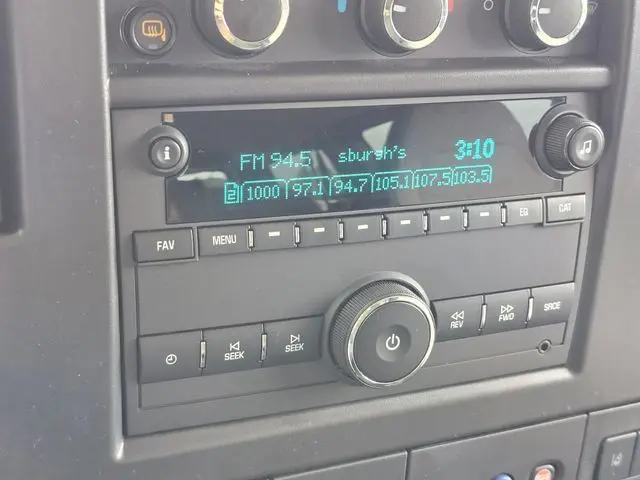 i
FM 94.5 sburgh's 3:10
2 1000 97.1 94.7 105.1 107.5 103.5
FAV MENU EQ CAT
SEEK SEEK REV FWD SRCE